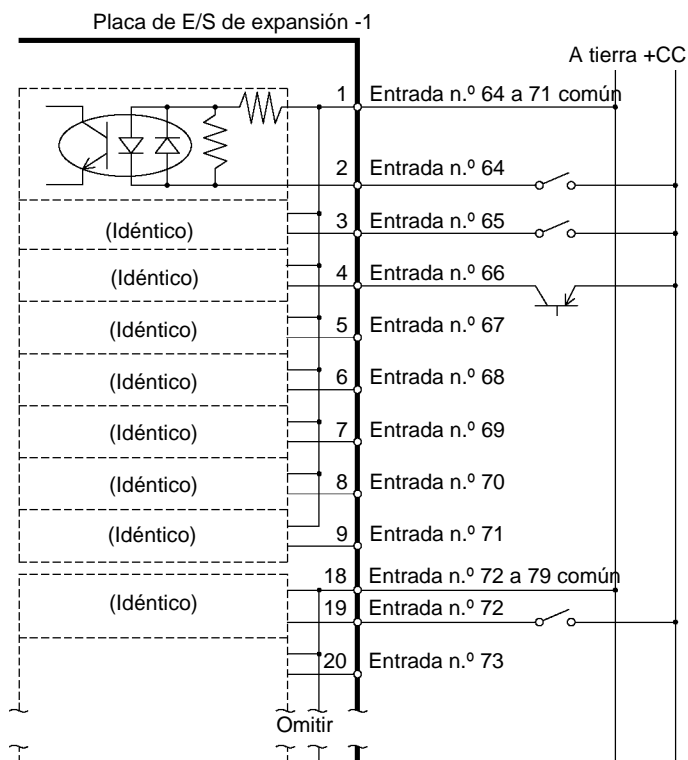 Placa de E/S de expansión -1
A tierra +CC
1 Entrada n.º 64 a 71 común
2 Entrada n.º 64
(Idéntico) 3 Entrada n.º 65
(Idéntico) 4 Entrada n.º 66
(Idéntico) 5 Entrada n.º 67
(Idéntico) 6 Entrada n.º 68
(Idéntico) 7 Entrada n.º 69
(Idéntico) 8 Entrada n.º 70
(Idéntico) 9 Entrada n.º 71
18 Entrada n.º 72 a 79 común
(Idéntico) 19 Entrada n.º 72
20 Entrada n.º 73
Omitir